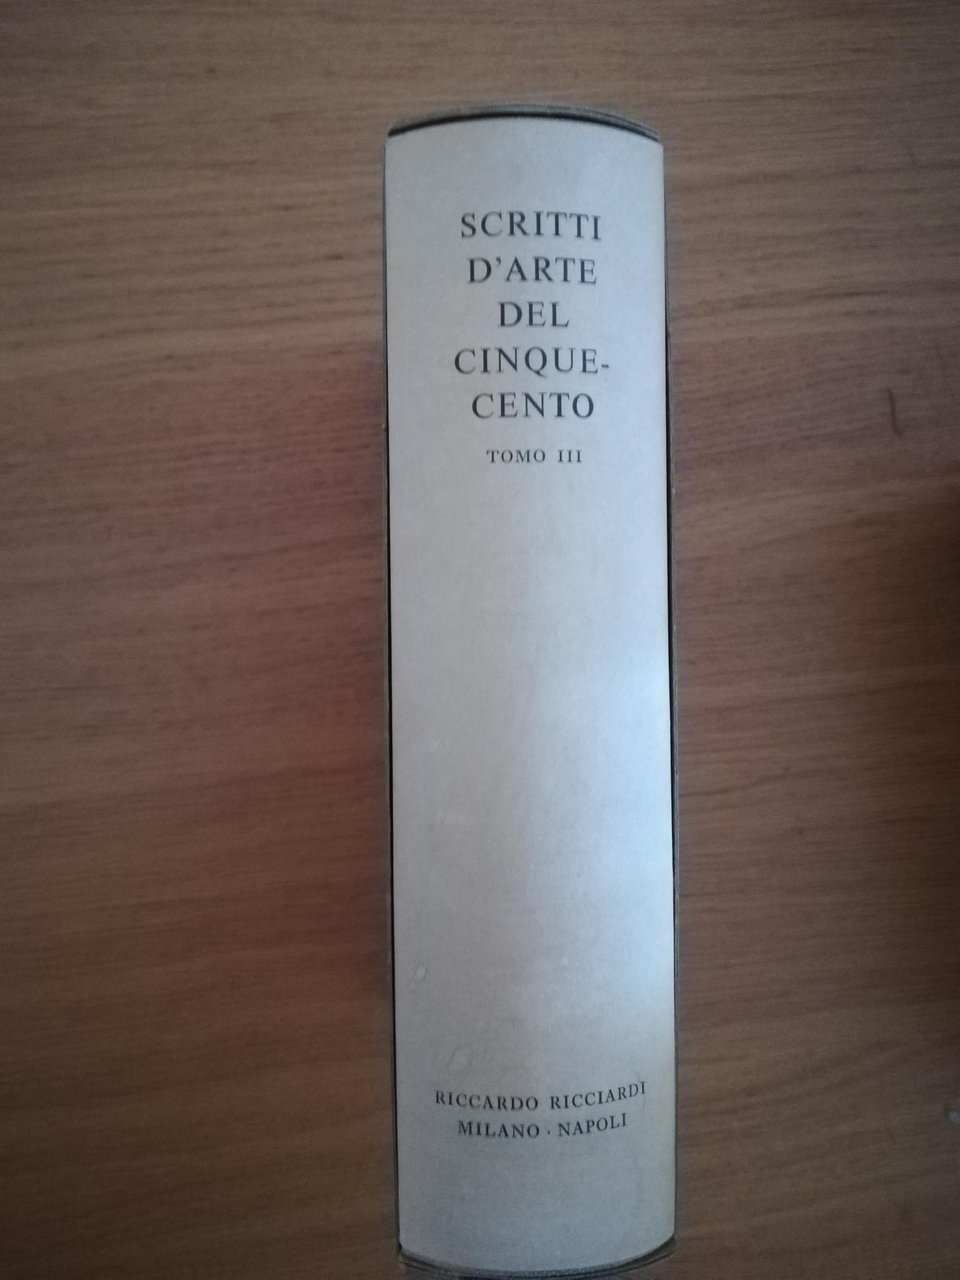 SCRITTI
D'ARTE
DEL
CINQUE-
CENTO
TOMO III
RICCARDO RICCIARDI
MILANO · NAPOLI